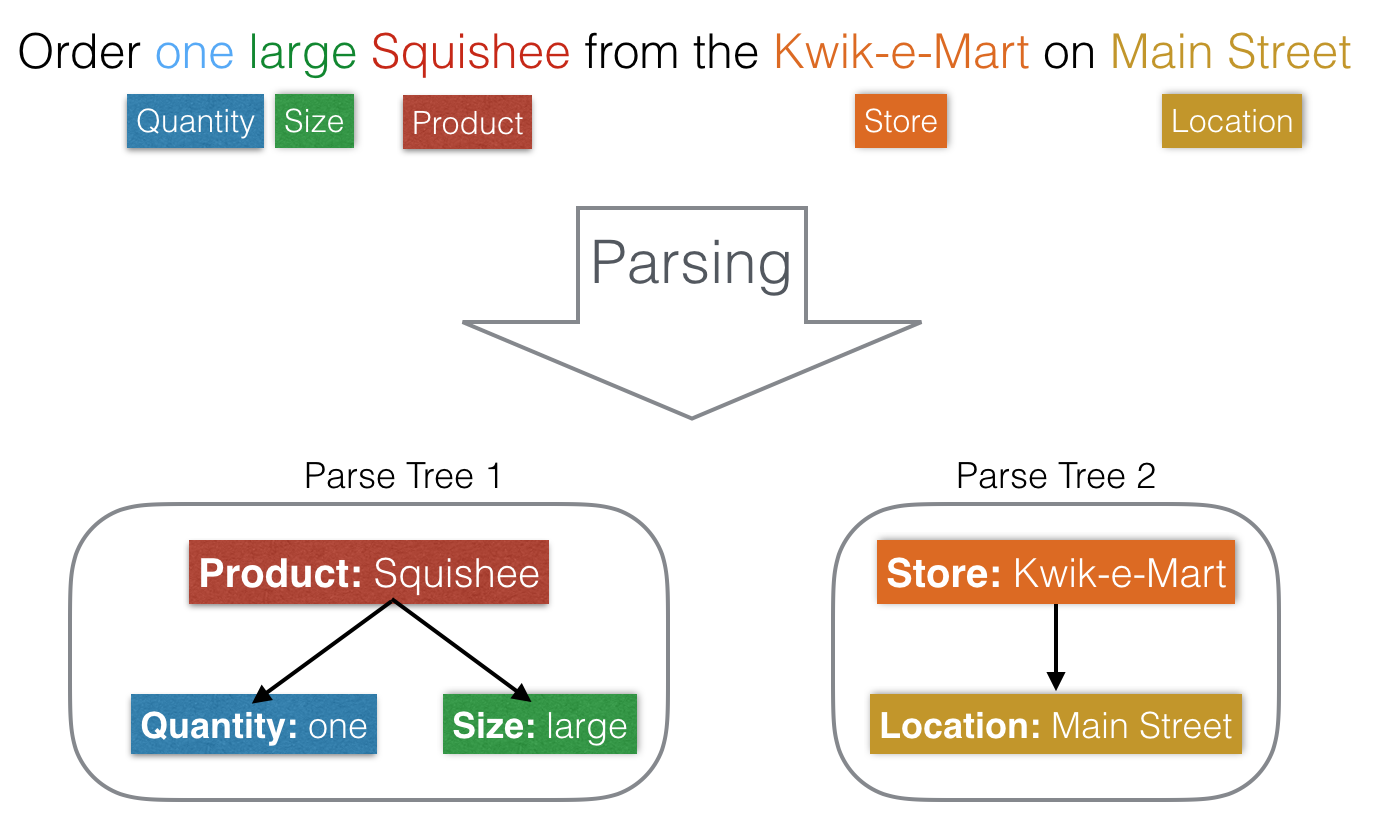 Order one large Squishee from the Kwik-e-Mart on Main Street
Quantity Size Product Store Location
Parsing
Parse Tree 1 Parse Tree 2
Product: Squishee Store: Kwik-e-Mart
Quantity: one Size: large Location: Main Street